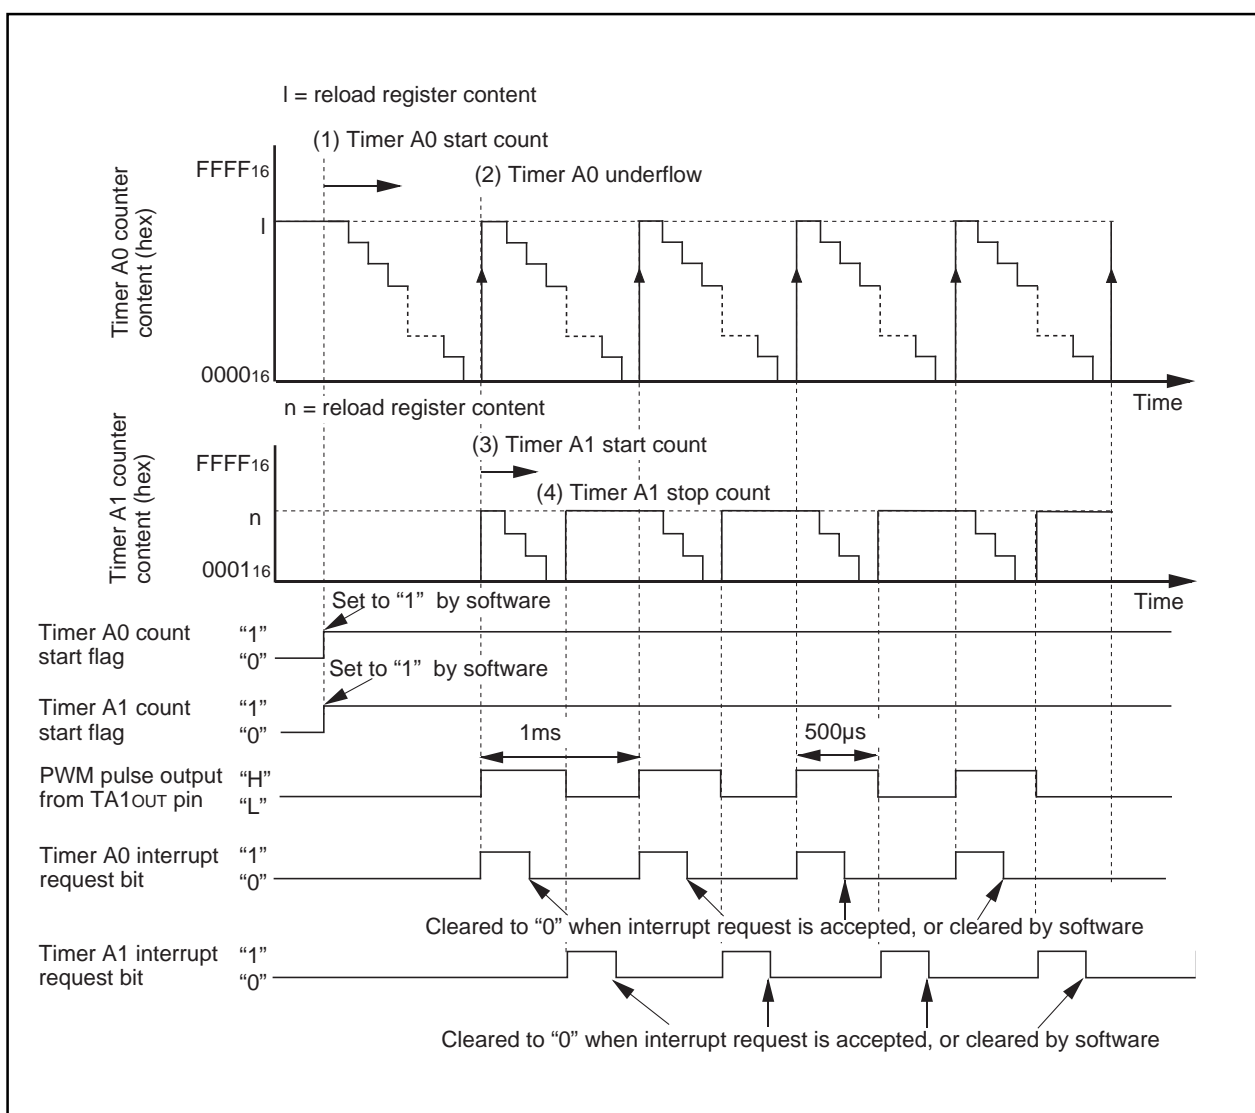 l = reload register content
(1) Timer A0 start count
FFFF16
(2) Timer A0 underflow
Timer A0 counter
content (hex)
l
000016
Time
n = reload register content
(3) Timer A1 start count
FFFF16
(4) Timer A1 stop count
Timer A1 counter
content (hex)
n
000116
Time
Set to “1” by software
Timer A0 count
start flag
“1”
“0”
Set to “1” by software
Timer A1 count
start flag
“1”
“0”
1ms
500µs
PWM pulse output
from TA1OUT pin
“H”
“L”
Timer A0 interrupt
request bit
“1”
“0”
Cleared to “0” when interrupt request is accepted, or cleared by software
Timer A1 interrupt
request bit
“1”
“0”
Cleared to “0” when interrupt request is accepted, or cleared by software